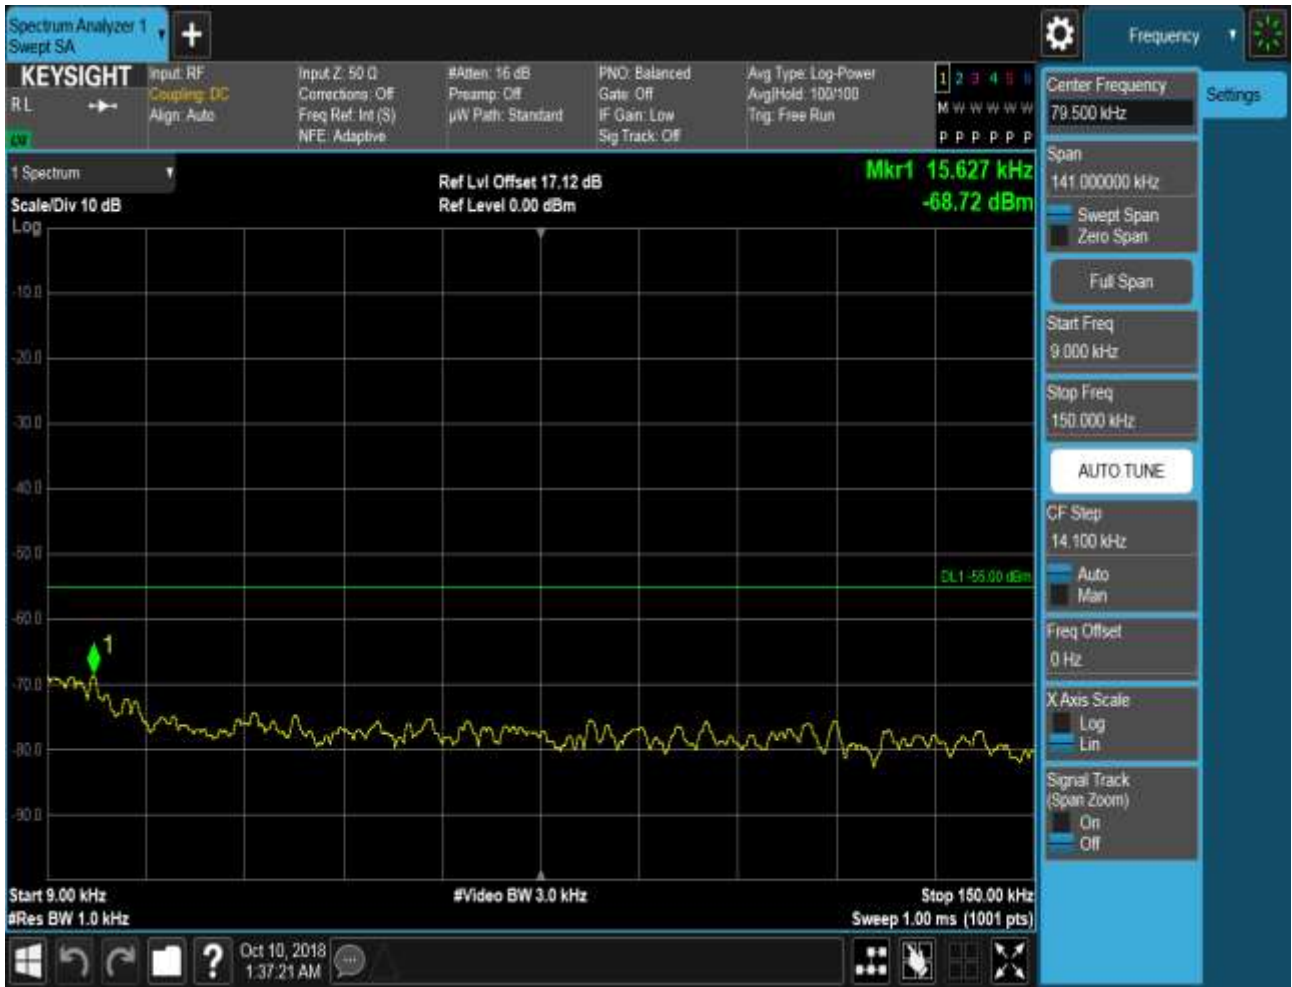 Spectrum Analyzer 1
Swept SA
Frequency
KEYSIGHT
RL
LXI
Input: RF
Coupling: DC
Align: Auto
Input Z: 50 Ω
Corrections: Off
Freq Ref: Int (S)
NFE: Adaptive
#Atten: 16 dB
Preamp: Off
µW Path: Standard
PNO: Balanced
Gate: Off
IF Gain: Low
Sig Track: Off
Avg Type: Log-Power
Avg|Hold: 100/100
Trig: Free Run
1 2 3 4 5 6
M W W W W W
P P P P P P
1 Spectrum
Scale/Div 10 dB
Log
Ref Lvl Offset 17.12 dB
Ref Level 0.00 dBm
Mkr1 15.627 kHz
-68.72 dBm
-10.0
-20.0
-30.0
-40.0
-50.0
DL1 -55.00 dBm
-60.0
1
-70.0
-80.0
-90.0
Start 9.00 kHz
#Video BW 3.0 kHz
Stop 150.00 kHz
#Res BW 1.0 kHz
Sweep 1.00 ms (1001 pts)
Center Frequency
79.500 kHz
Settings
Span
141.000000 kHz
Swept Span
Zero Span
Full Span
Start Freq
9.000 kHz
Stop Freq
150.000 kHz
AUTO TUNE
CF Step
14.100 kHz
Auto
Man
Freq Offset
0 Hz
X Axis Scale
Log
Lin
Signal Track
(Span Zoom)
On
Off
?
Oct 10, 2018
1:37:21 AM